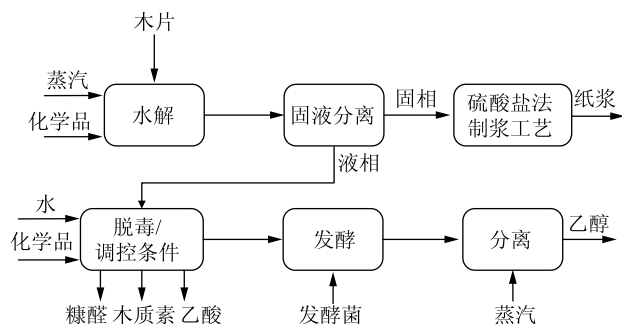 木片
蒸汽
化学品
水解
固液分离
固相
硫酸盐法
制浆工艺
纸浆
液相
水
化学品
脱毒/
调控条件
发酵
分离
乙醇
糠醛 木质素 乙酸
发酵菌
蒸汽